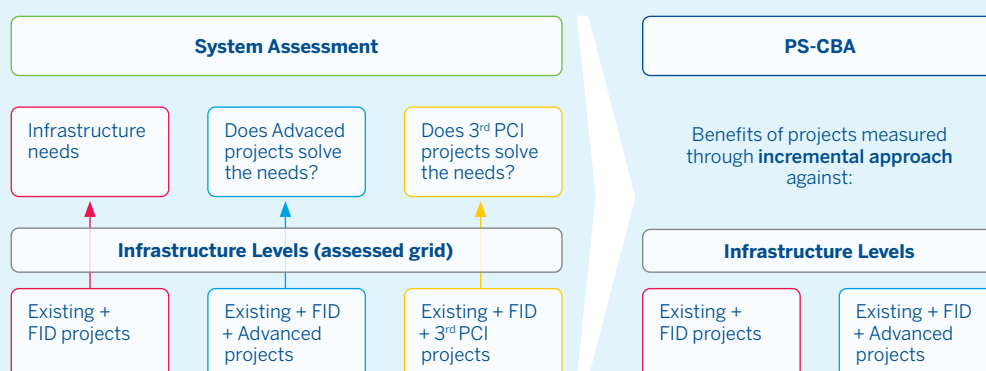 System Assessment
Infrastructure
needs
Does Advaced
projects solve
the needs?
Does 3rd PCI
projects solve
the needs?
Infrastructure Levels (assessed grid)
Existing +
FID projects
Existing + FID
+ Advanced
projects
Existing + FID
+ 3rd PCI
projects
PS-CBA
Benefits of projects measured
through incremental approach
against:
Infrastructure Levels
Existing +
FID projects
Existing + FID
+ Advanced
projects